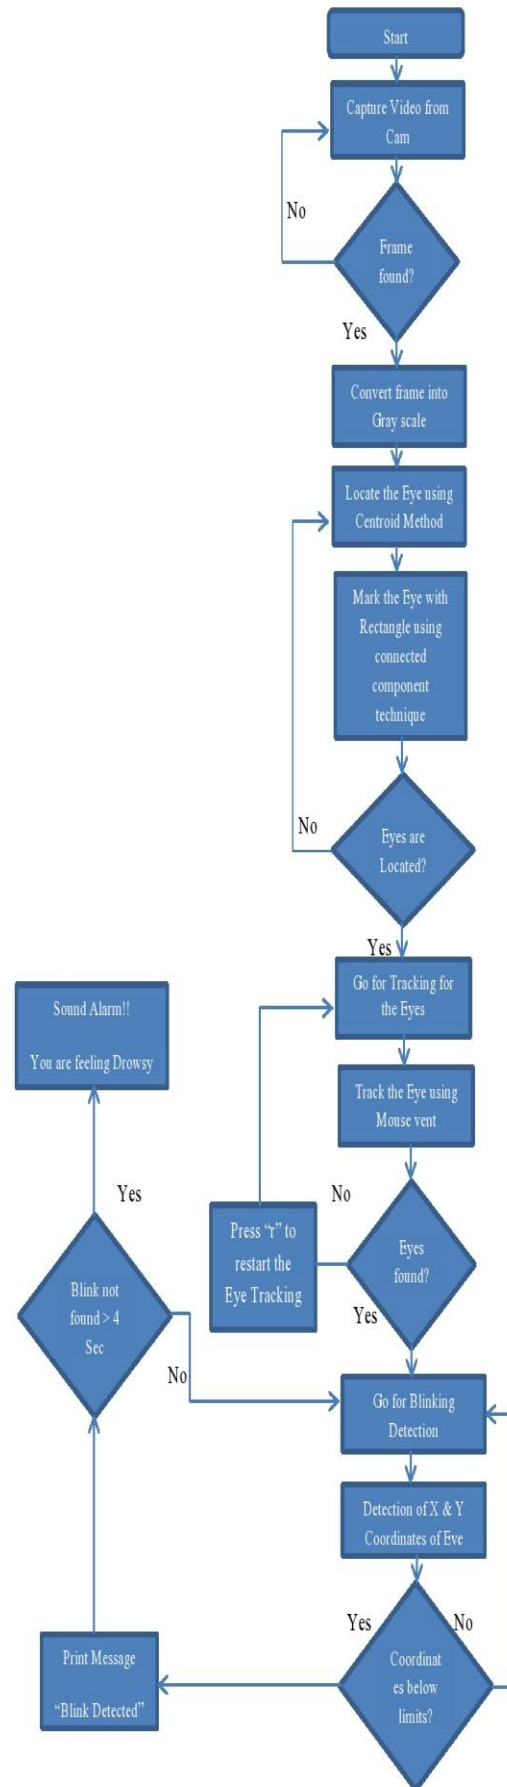 Start
Capture Video from
Cam
No
Frame
found?
Yes
Convert frame into
Gray scale
Locate the Eye using
Centroid Method
Mark the Eye with
Rectangle using
connected
component
technique
No
Eyes are
Located?
Yes
Go for Tracking for
the Eyes
Sound Alarm!!
You are feeling Drowsy
Track the Eye using
Mouse vent
Yes
No
Press “r” to
restart the
Eye Tracking
Eyes
found?
Yes
Blink not
found > 4
Sec
No
Go for Blinking
Detection
Detection of X & Y
Coordinates of Eve
Yes
No
Print Message
“Blink Detected”
Coordinat
es below
limits?